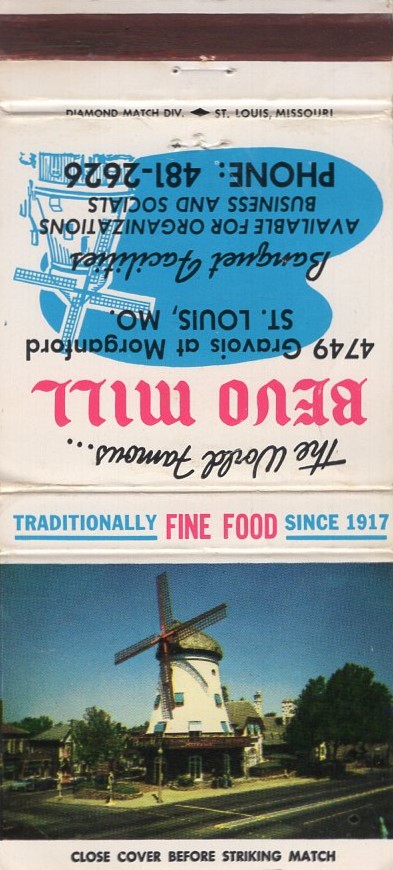 DIAMOND MATCH DIV. ◆ ST. LOUIS, MISSOURI
The World Famous...
BEVO MILL
4749 Gravois at Morganford
ST. LOUIS, MO.
Banquet Facilities
AVAILABLE FOR ORGANIZATIONS
BUSINESS AND SOCIALS
PHONE: 481-2626
TRADITIONALLY FINE FOOD SINCE 1917
CLOSE COVER BEFORE STRIKING MATCH